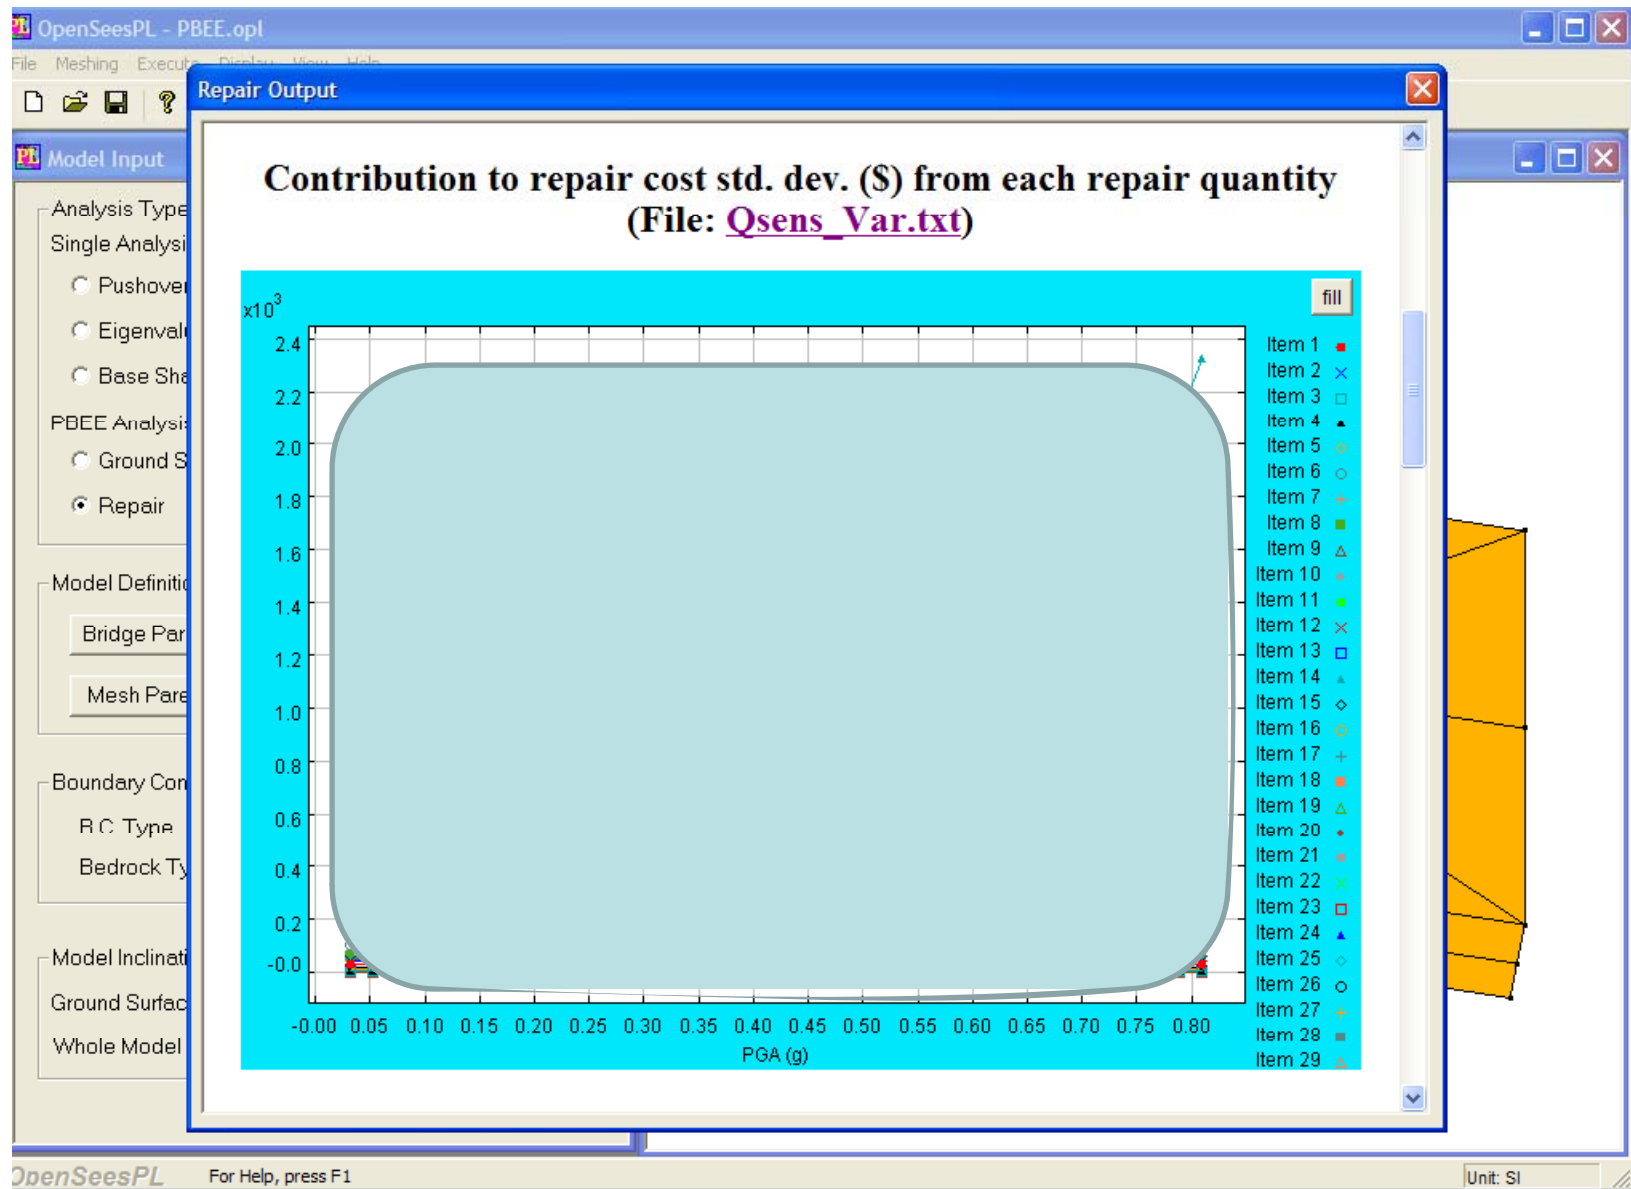 OpenSeesPL - PBEE.opl
File Meshing Execute Display View Help
Repair Output
Model Input
Contribution to repair cost std. dev. ($) from each repair quantity
(File: Qsens_Var.txt)
Analysis Type
Single Analysi
Pushover
Eigenval
Base She
PBEE Analysi
Ground S
Repair
Model Definitio
Bridge Par
Mesh Para
Boundary Con
B.C. Type
Bedrock Ty
Model Inclinati
Ground Surfac
Whole Model
fill
x10^3
2.4
2.2
2.0
1.8
1.6
1.4
1.2
1.0
0.8
0.6
0.4
0.2
-0.0
-0.00 0.05 0.10 0.15 0.20 0.25 0.30 0.35 0.40 0.45 0.50 0.55 0.60 0.65 0.70 0.75 0.80
PGA (g)
Item 1
Item 2
Item 3
Item 4
Item 5
Item 6
Item 7
Item 8
Item 9
Item 10
Item 11
Item 12
Item 13
Item 14
Item 15
Item 16
Item 17
Item 18
Item 19
Item 20
Item 21
Item 22
Item 23
Item 24
Item 25
Item 26
Item 27
Item 28
Item 29
OpenSeesPL
For Help, press F1
Unit: SI